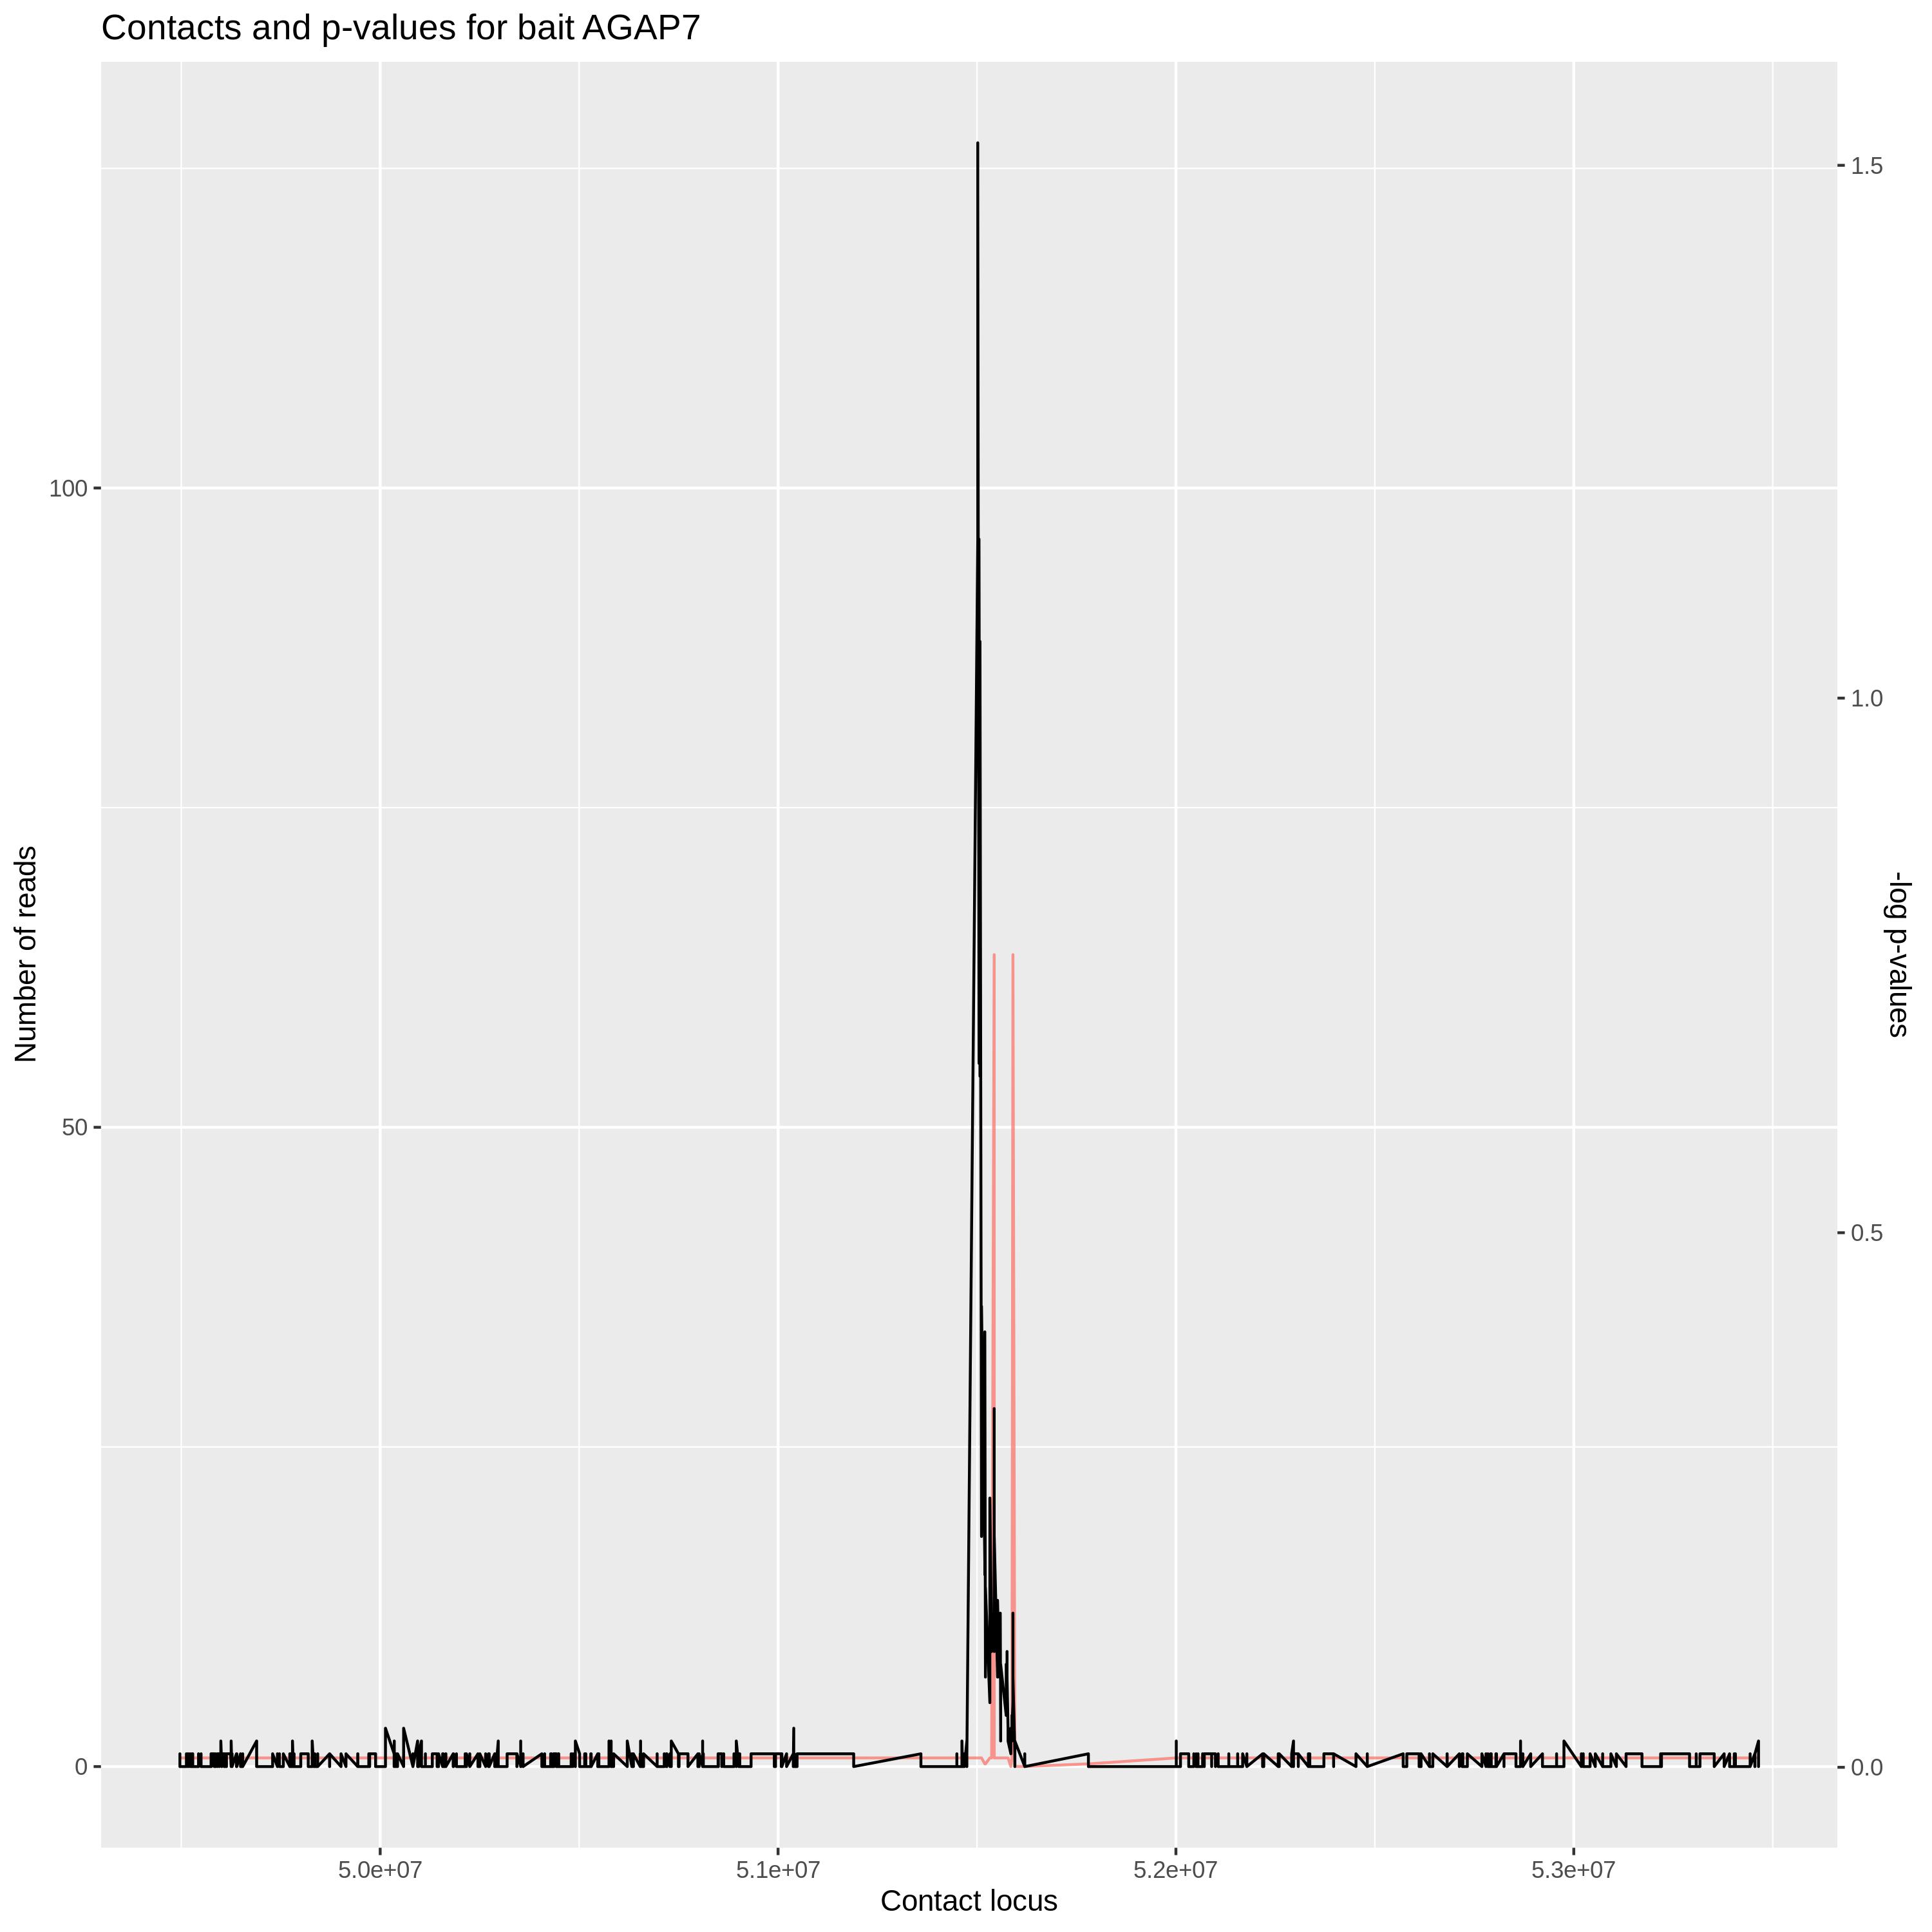 Contacts and p-values for bait AGAP7
Number of reads
100
50
0
1.5
1.0
0.5
0.0
-log p-values
5.0e+07
5.1e+07
5.2e+07
5.3e+07
Contact locus